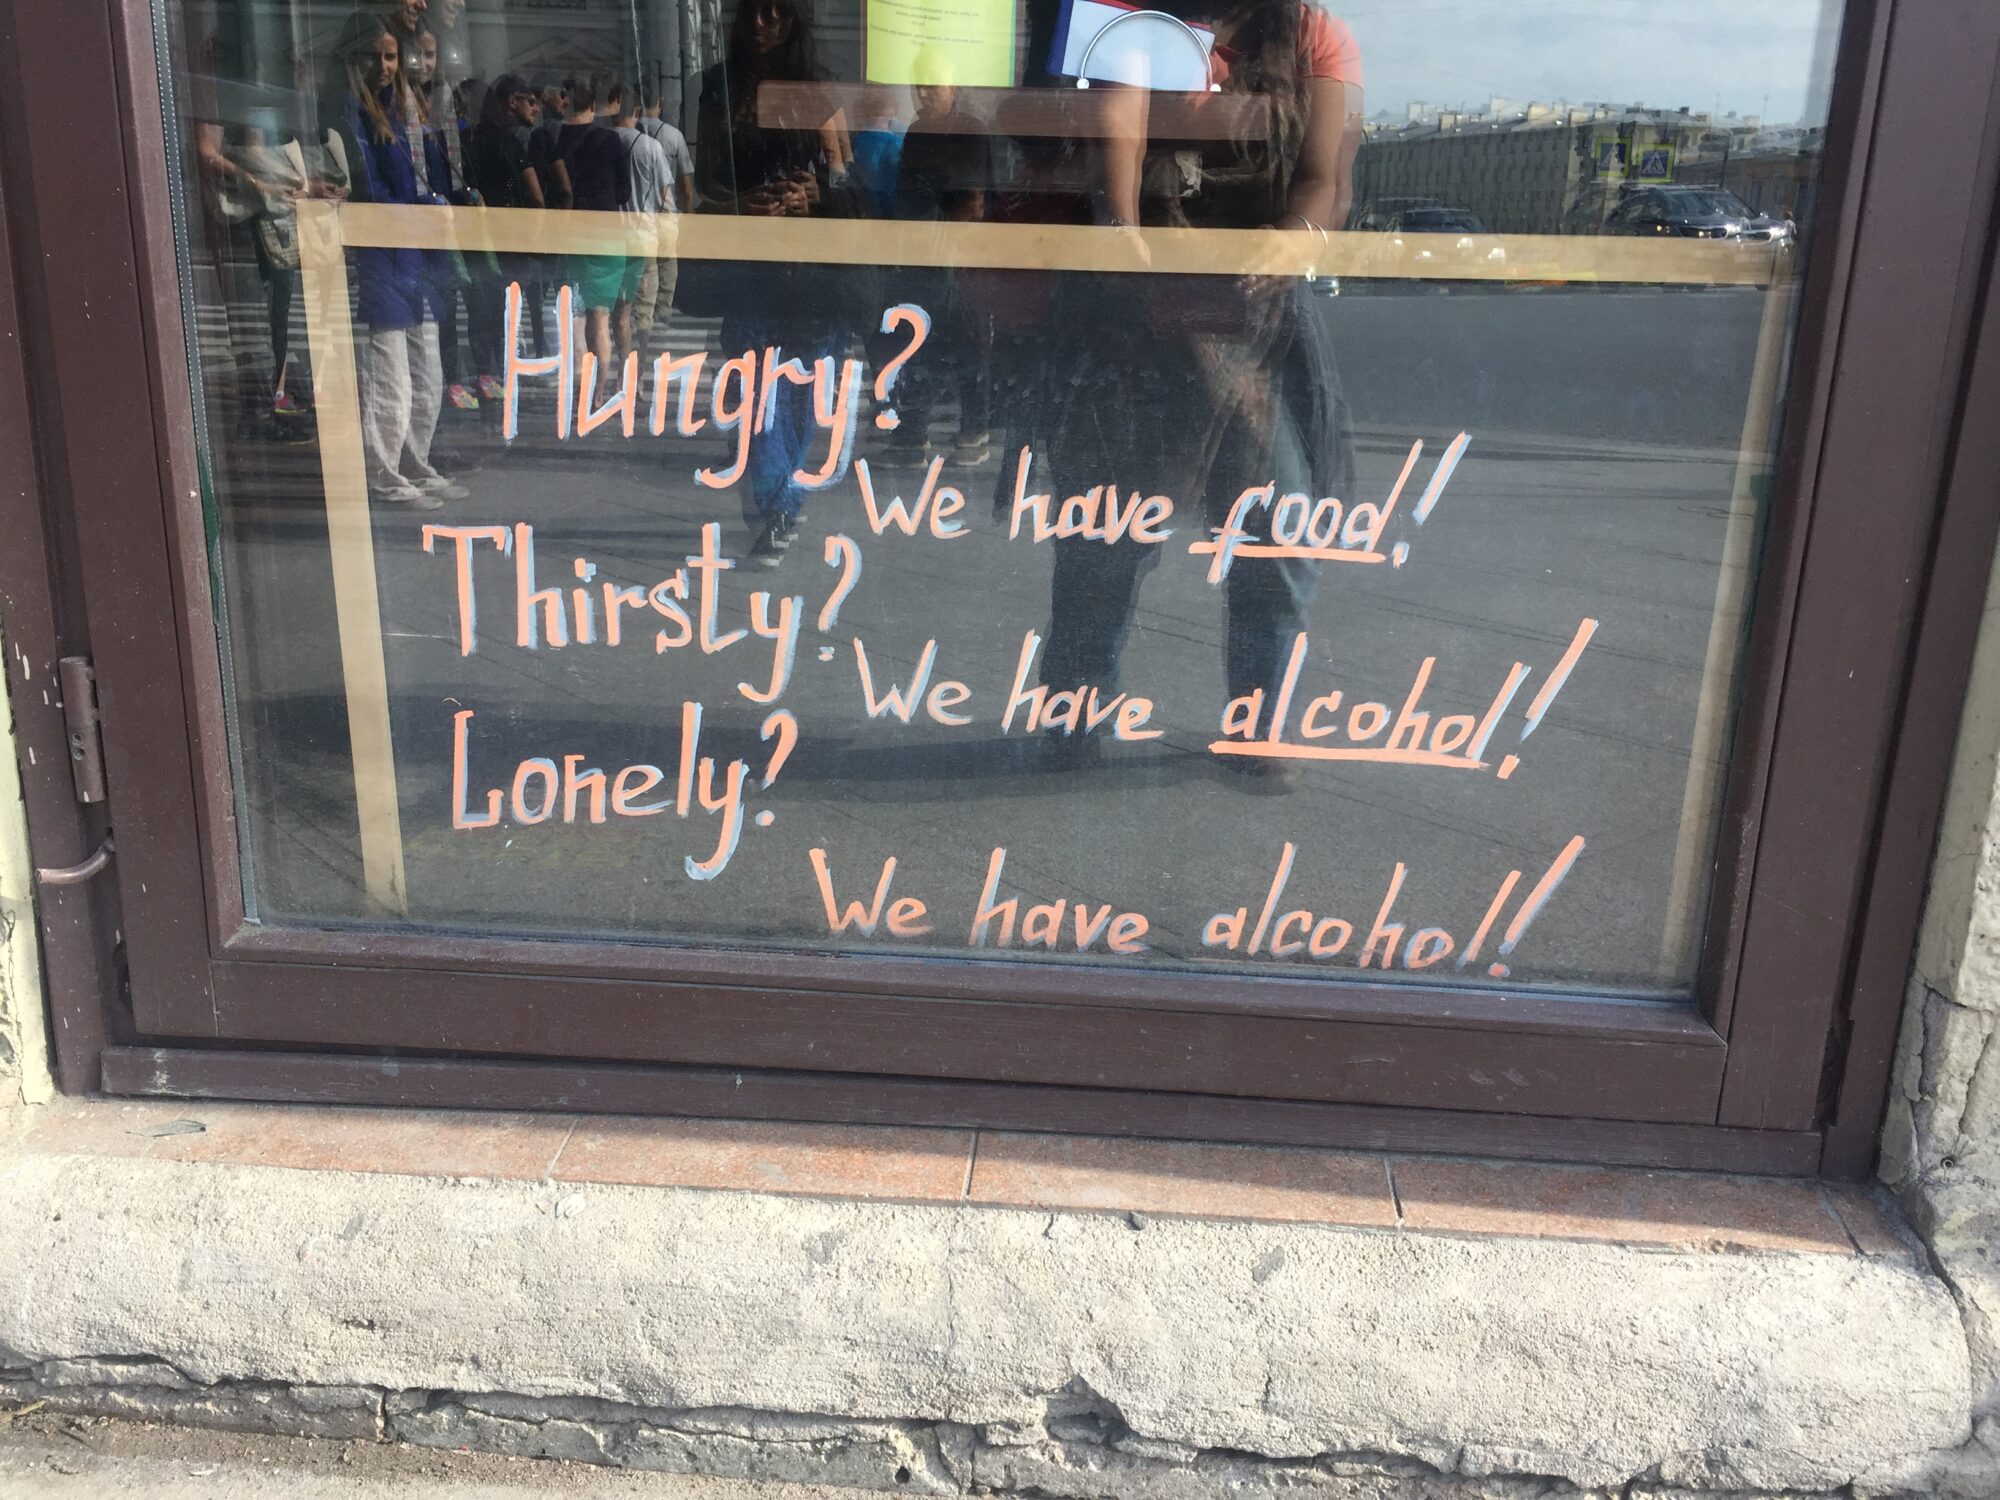 Hungry?
We have food!
Thirsty?
We have alcohol!
Lonely?
We have alcohol!